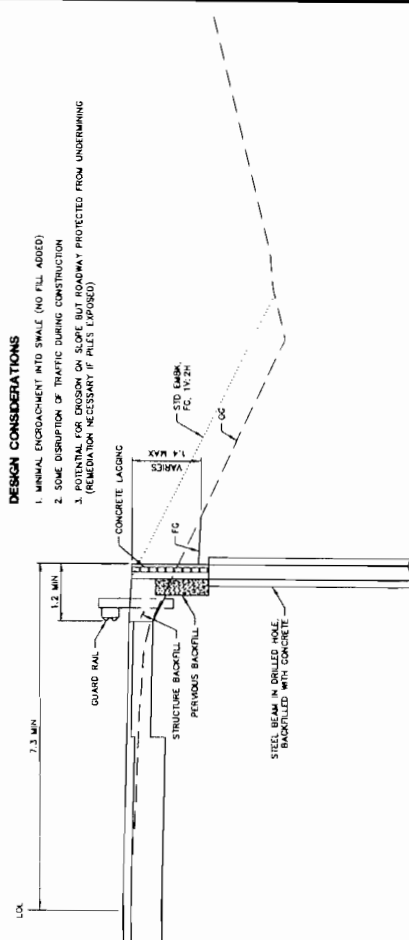 DESIGN CONSIDERATIONS
1. MINIMAL ENCROACHMENT INTO SWALE (NO FILL ADDED)
2. SOME DISRUPTION OF TRAFFIC DURING CONSTRUCTION
3. POTENTIAL FOR EROSION ON SLOPE BUT ROADWAY PROTECTED FROM UNDERMINING
(REMEDIATION NECESSARY IF PILES EXPOSED)
LOL
7.3 MIN
1.2 MIN
GUARD RAIL
CONCRETE LAGGING
VARIES
1.4 MAX
STD EMBK.
FG, 1V:2H
OG
FG
STRUCTURE BACKFILL
PERVIOUS BACKFILL
STEEL BEAM IN DRILLED HOLE,
BACKFILLED WITH CONCRETE